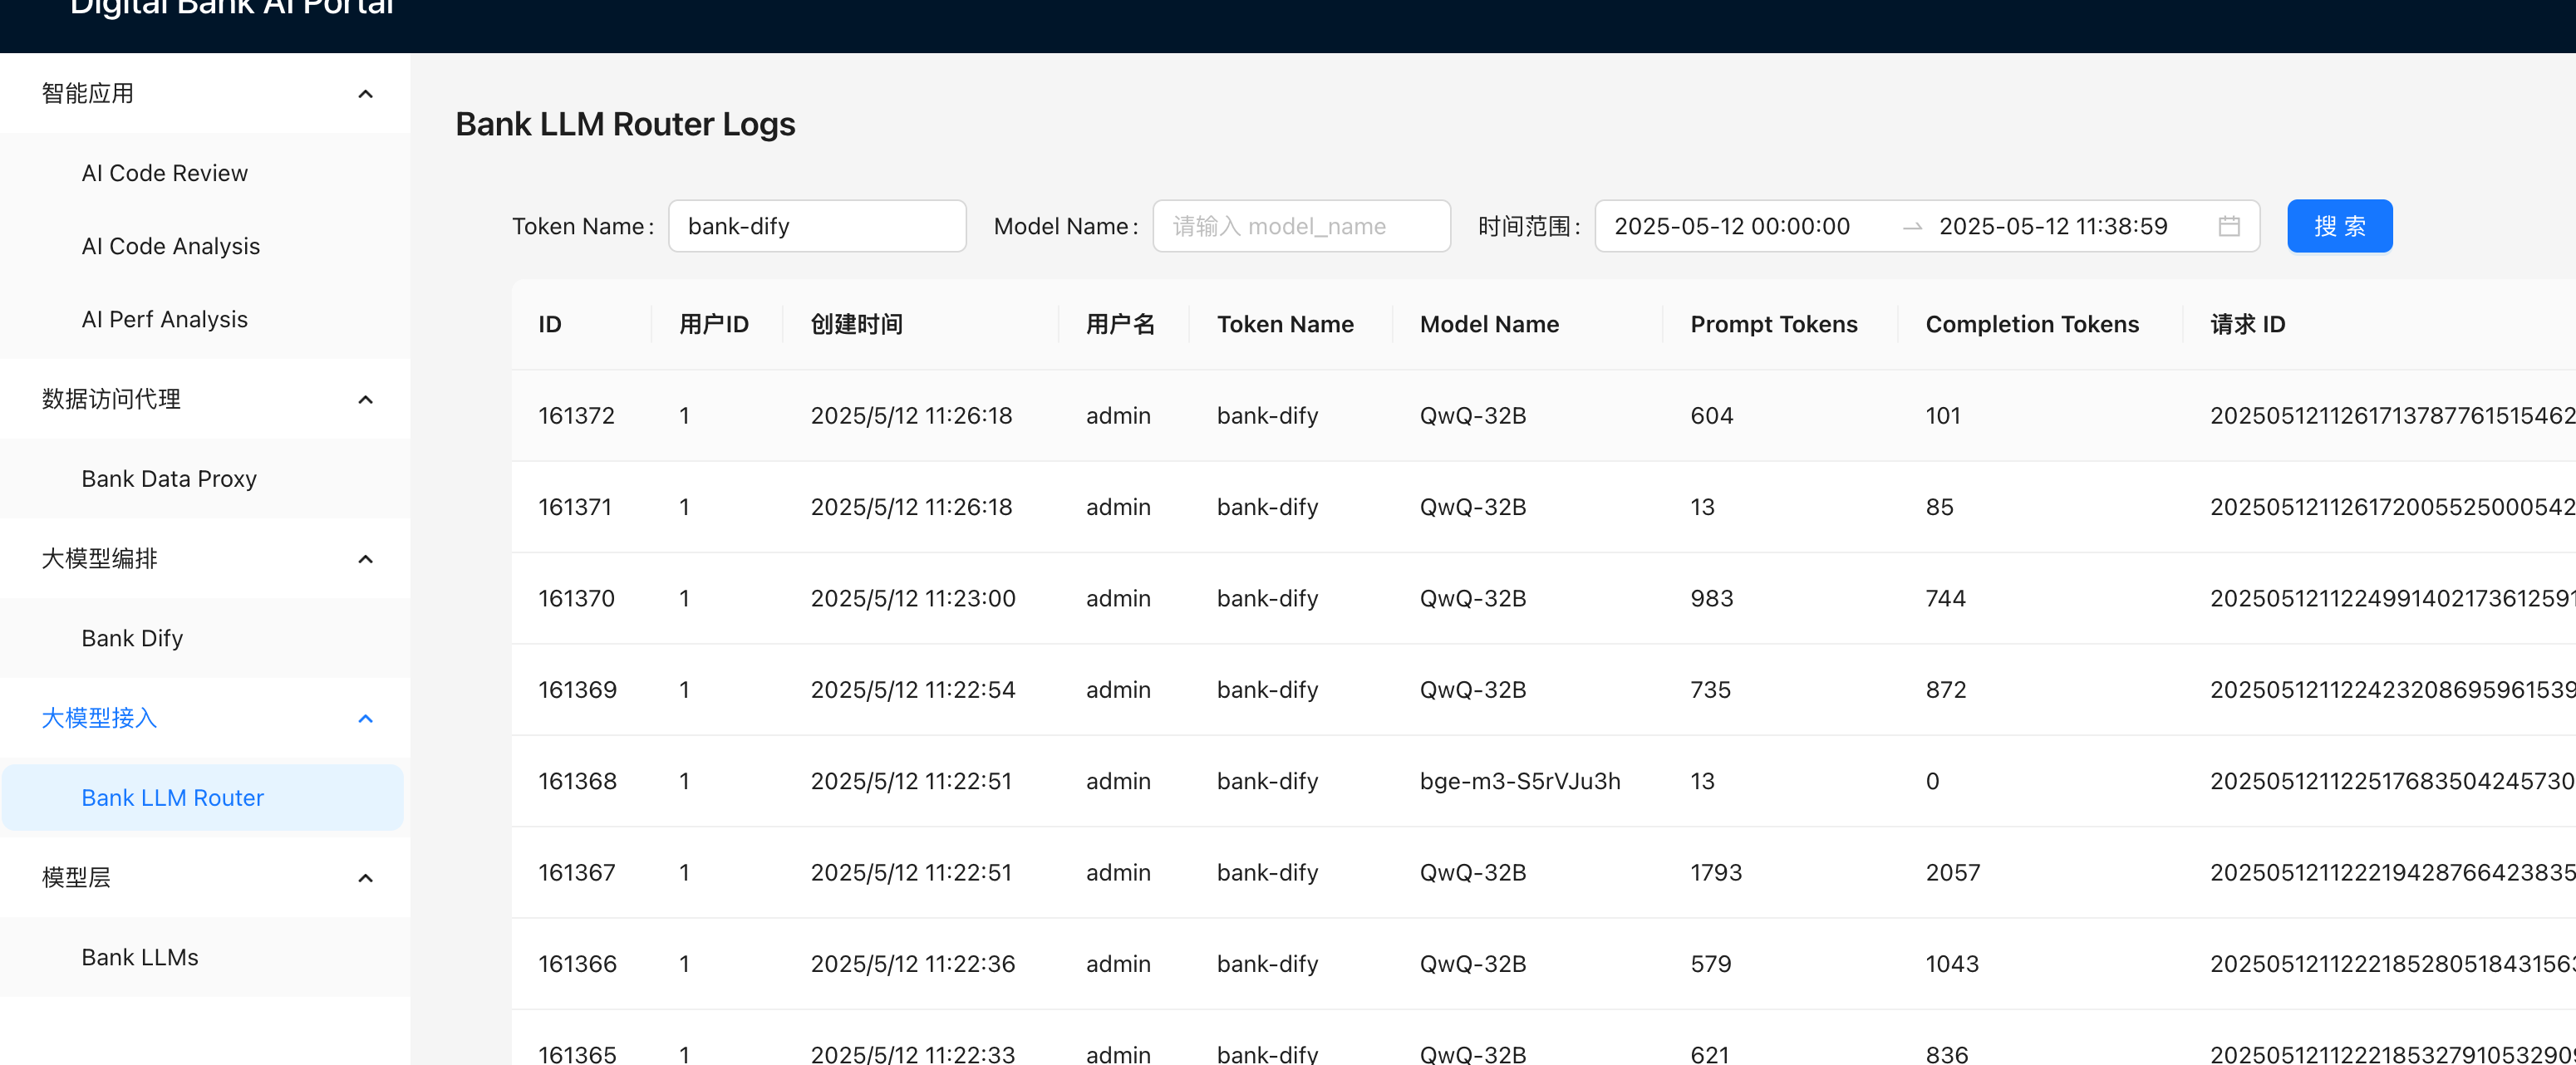 Digital Bank AI Portal
智能应用
AI Code Review
AI Code Analysis
AI Perf Analysis
数据访问代理
Bank Data Proxy
大模型编排
Bank Dify
大模型接入
Bank LLM Router
模型层
Bank LLMs
Bank LLM Router Logs
Token Name : bank-dify Model Name : 请输入 model_name 时间范围 : 2025-05-12 00:00:00 → 2025-05-12 11:38:59 搜 索
ID 用户ID 创建时间 用户名 Token Name Model Name Prompt Tokens Completion Tokens 请求 ID
161372 1 2025/5/12 11:26:18 admin bank-dify QwQ-32B 604 101 2025051211261713787761515462
161371 1 2025/5/12 11:26:18 admin bank-dify QwQ-32B 13 85 20250512112617200552500054​2
161370 1 2025/5/12 11:23:00 admin bank-dify QwQ-32B 983 744 2025051211224991402173612591
161369 1 2025/5/12 11:22:54 admin bank-dify QwQ-32B 735 872 2025051211224232086959615​39
161368 1 2025/5/12 11:22:51 admin bank-dify bge-m3-S5rVJu3h 13 0 2025051211225176835042457​30
161367 1 2025/5/12 11:22:51 admin bank-dify QwQ-32B 1793 2057 2025051211222194287664238​35
161366 1 2025/5/12 11:22:36 admin bank-dify QwQ-32B 579 1043 202505121122218528051843156
161365 1 2025/5/12 11:22:33 admin bank-dify QwQ-32B 621 836 202505121122218532791053290